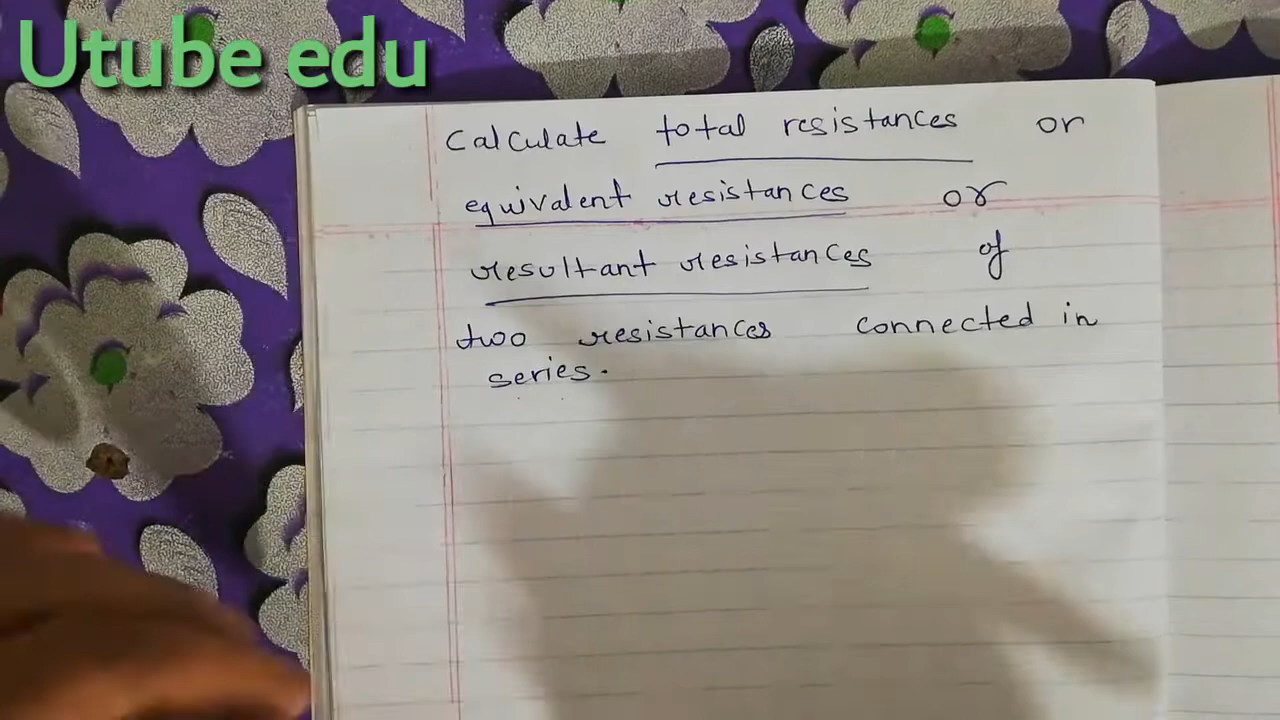 Utube edu
Calculate total resistances or
equivalent resistances or
resultant resistances of
two resistances connected in
series.